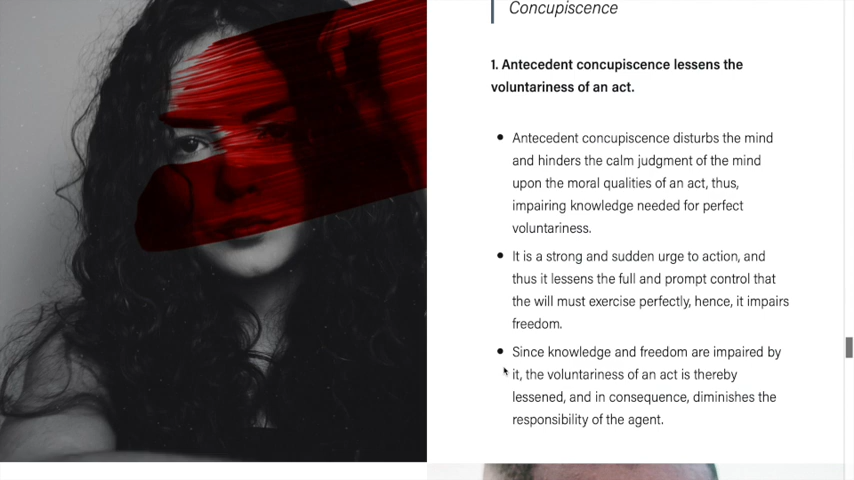 Concupiscence
1. Antecedent concupiscence lessens the
voluntariness of an act.
Antecedent concupiscence disturbs the mind
and hinders the calm judgment of the mind
upon the moral qualities of an act, thus,
impairing knowledge needed for perfect
voluntariness.
It is a strong and sudden urge to action, and
thus it lessens the full and prompt control that
the will must exercise perfectly, hence, it impairs
freedom.
Since knowledge and freedom are impaired by
it, the voluntariness of an act is thereby
lessened, and in consequence, diminishes the
responsibility of the agent.